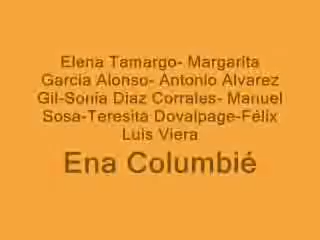 Elena Tamargo- Margarita
Garcia Alonso- Antonio Alvarez
Gil-Sonia Diaz Corrales- Manuel
Sosa-Teresita Dovalpage-Félix
Luis Viera
Ena Columbié